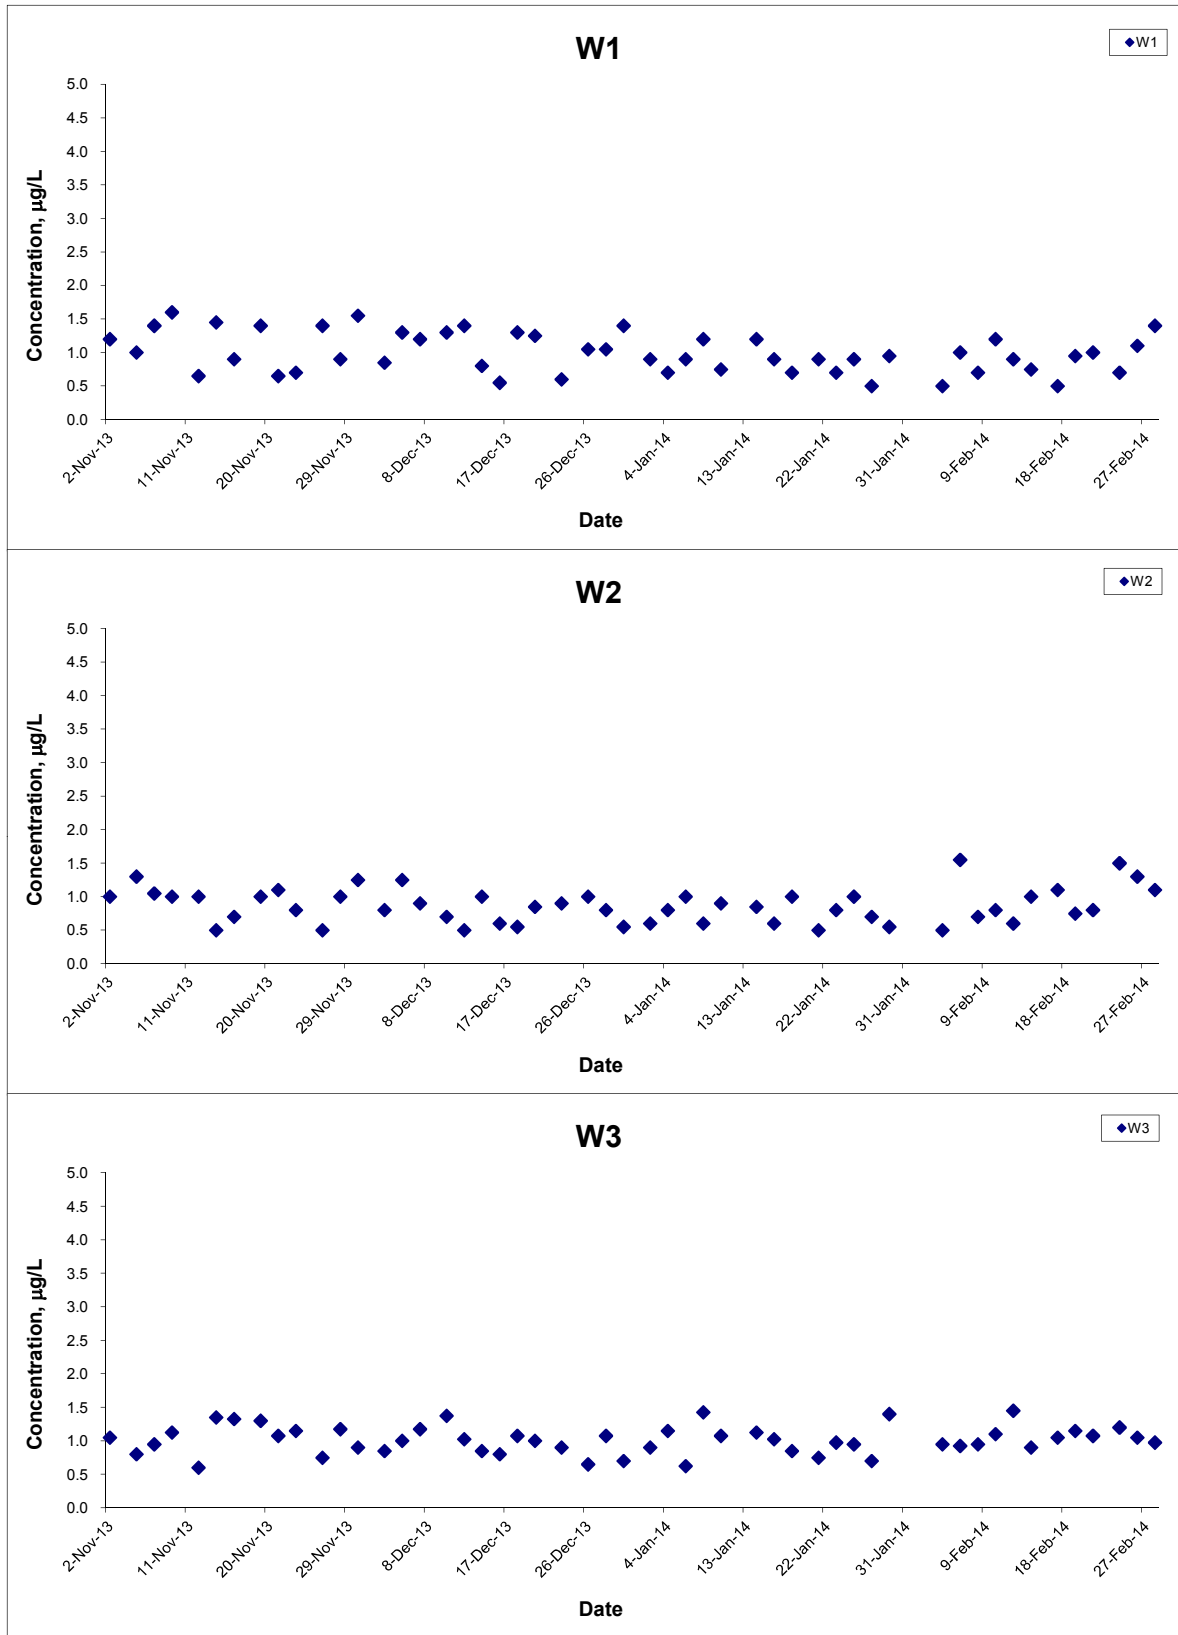 W1
W1
5.0
4.5
4.0
3.5
3.0
2.5
2.0
1.5
1.0
0.5
0.0
Concentration, µg/L
2-Nov-13
11-Nov-13
20-Nov-13
29-Nov-13
8-Dec-13
17-Dec-13
26-Dec-13
4-Jan-14
13-Jan-14
22-Jan-14
31-Jan-14
9-Feb-14
18-Feb-14
27-Feb-14
Date
W2
W2
5.0
4.5
4.0
3.5
3.0
2.5
2.0
1.5
1.0
0.5
0.0
Concentration, µg/L
2-Nov-13
11-Nov-13
20-Nov-13
29-Nov-13
8-Dec-13
17-Dec-13
26-Dec-13
4-Jan-14
13-Jan-14
22-Jan-14
31-Jan-14
9-Feb-14
18-Feb-14
27-Feb-14
Date
W3
W3
5.0
4.5
4.0
3.5
3.0
2.5
2.0
1.5
1.0
0.5
0.0
Concentration, µg/L
2-Nov-13
11-Nov-13
20-Nov-13
29-Nov-13
8-Dec-13
17-Dec-13
26-Dec-13
4-Jan-14
13-Jan-14
22-Jan-14
31-Jan-14
9-Feb-14
18-Feb-14
27-Feb-14
Date